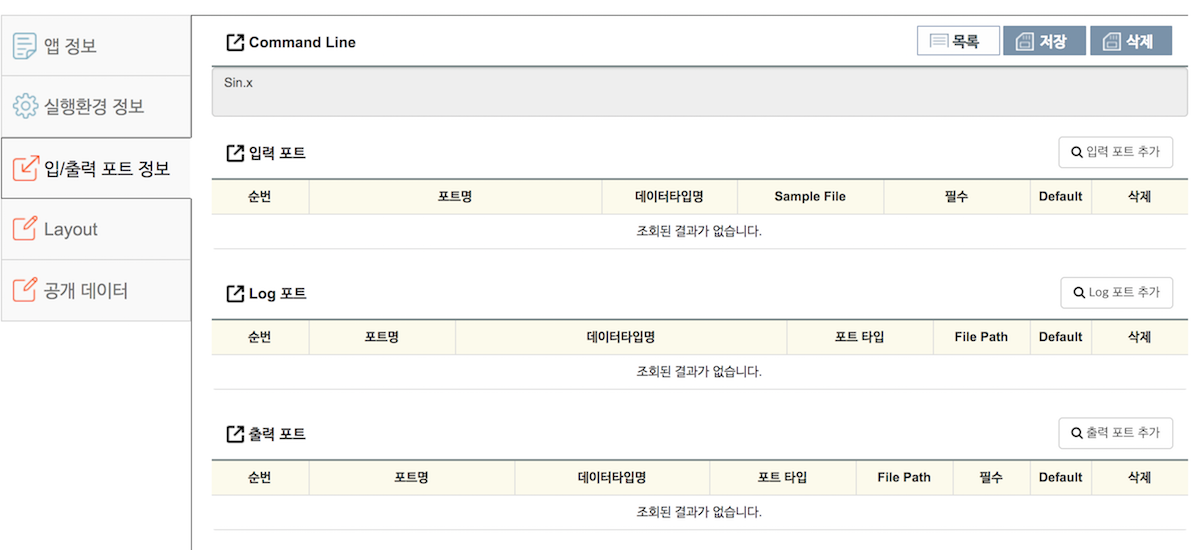 앱 정보
실행환경 정보
입/출력 포트 정보
Layout
공개 데이터
Command Line 목록 저장 삭제
Sin.x
입력 포트 입력 포트 추가
순번 포트명 데이터타입명 Sample File 필수 Default 삭제
조회된 결과가 없습니다.
Log 포트 Log 포트 추가
순번 포트명 데이터타입명 포트 타입 File Path Default 삭제
조회된 결과가 없습니다.
출력 포트 출력 포트 추가
순번 포트명 데이터타입명 포트 타입 File Path 필수 Default 삭제
조회된 결과가 없습니다.